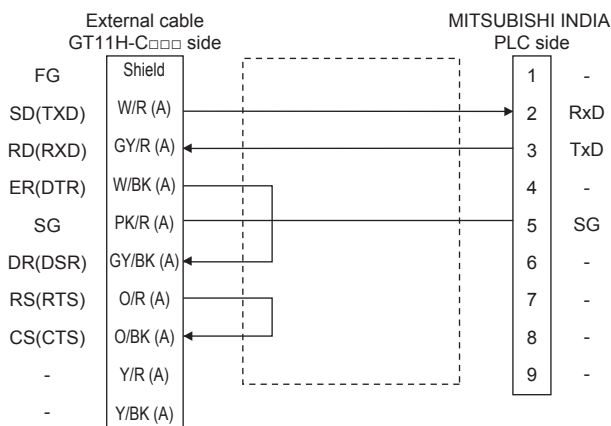 External cable
GT11H-C□□□ side
MITSUBISHI INDIA
PLC side
FG Shield 1 -
SD(TXD) W/R (A) 2 RxD
RD(RXD) GY/R (A) 3 TxD
ER(DTR) W/BK (A) 4 -
SG PK/R (A) 5 SG
DR(DSR) GY/BK (A) 6 -
RS(RTS) O/R (A) 7 -
CS(CTS) O/BK (A) 8 -
- Y/R (A) 9 -
- Y/BK (A)